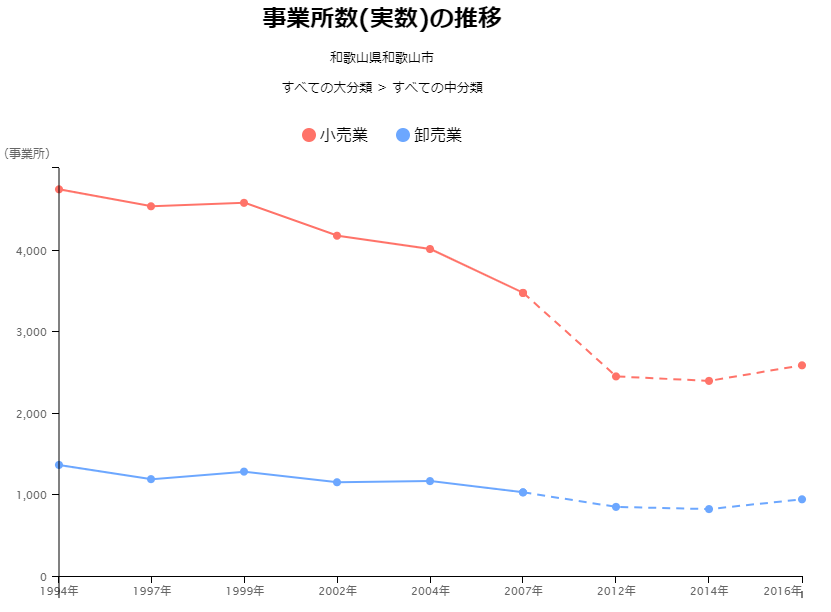 事業所数(実数)の推移
和歌山県和歌山市
すべての大分類 > すべての中分類
小売業 卸売業
（事業所）
4,000
3,000
2,000
1,000
0
1994年 1997年 1999年 2002年 2004年 2007年 2012年 2014年 2016年